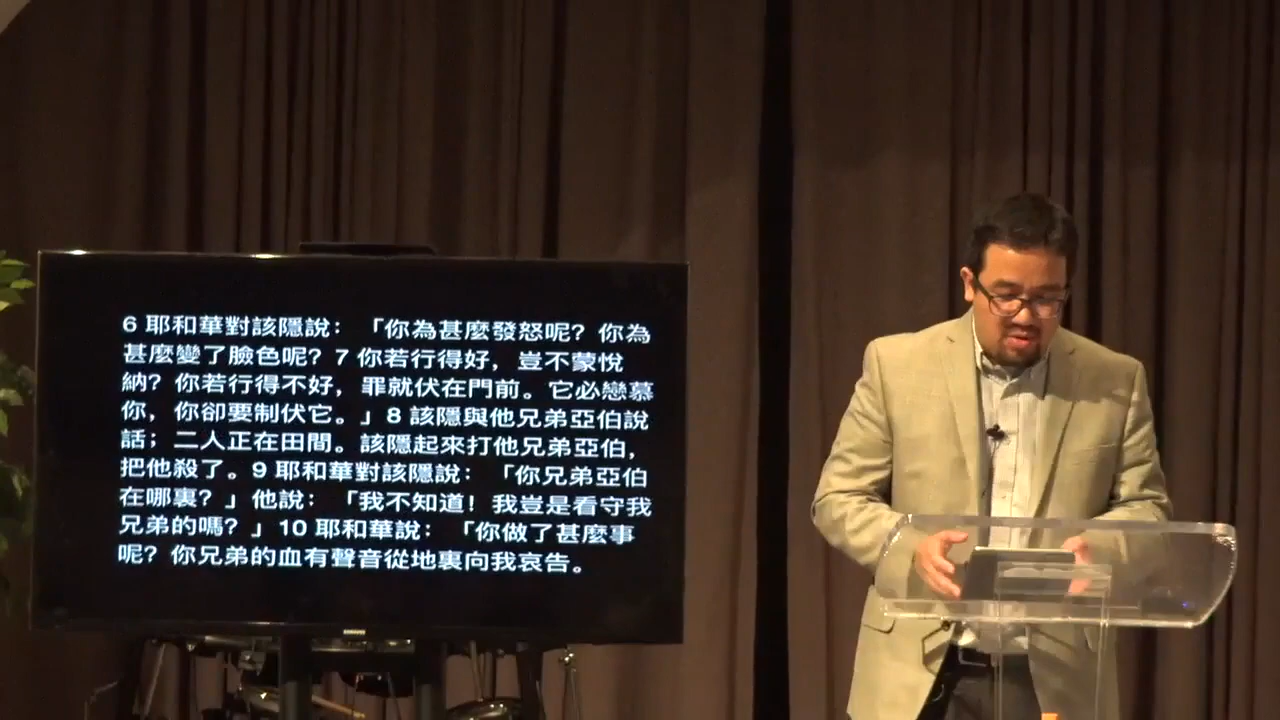 6 耶和華對該隱說：「你為甚麼發怒呢？你為
甚麼變了臉色呢？7 你若行得好，豈不蒙悅
納？你若行得不好，罪就伏在門前。它必戀慕
你，你卻要制伏它。」8 該隱與他兄弟亞伯說
話；二人正在田間。該隱起來打他兄弟亞伯，
把他殺了。9 耶和華對該隱說：「你兄弟亞伯
在哪裏？」他說：「我不知道！我豈是看守我
兄弟的嗎？」10 耶和華說：「你做了甚麼事
呢？你兄弟的血有聲音從地裏向我哀告。
SAMSUNG